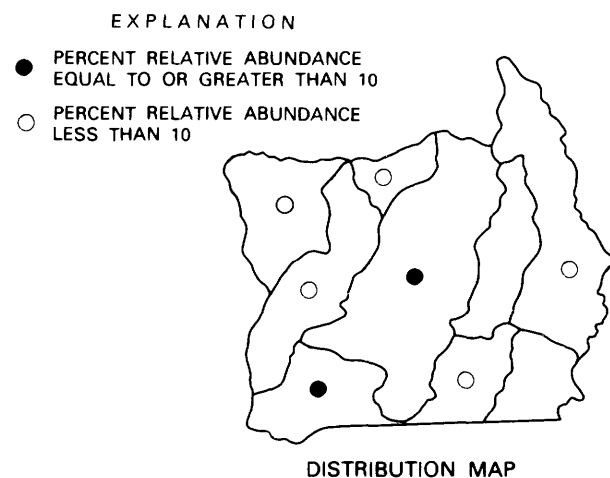 EXPLANATION
PERCENT RELATIVE ABUNDANCE
EQUAL TO OR GREATER THAN 10
PERCENT RELATIVE ABUNDANCE
LESS THAN 10
DISTRIBUTION MAP